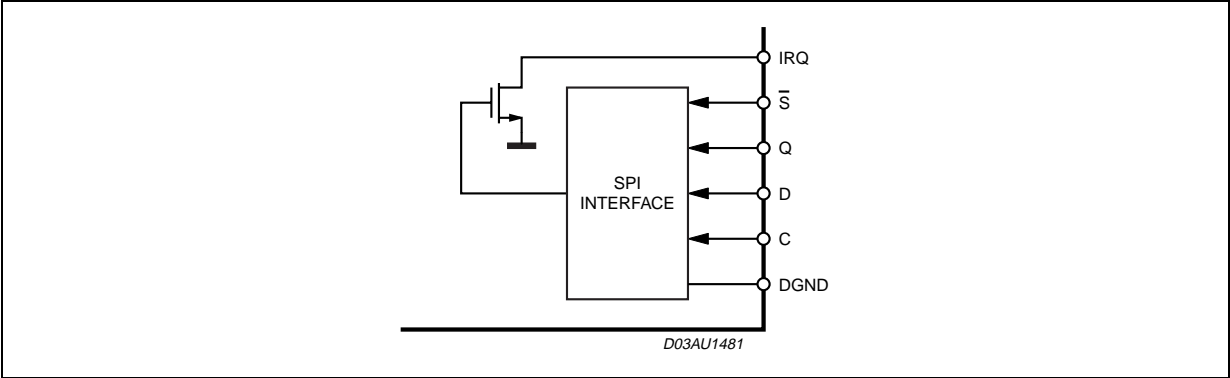 IRQ
S̅
Q
SPI
INTERFACE
D
C
DGND
D03AU1481